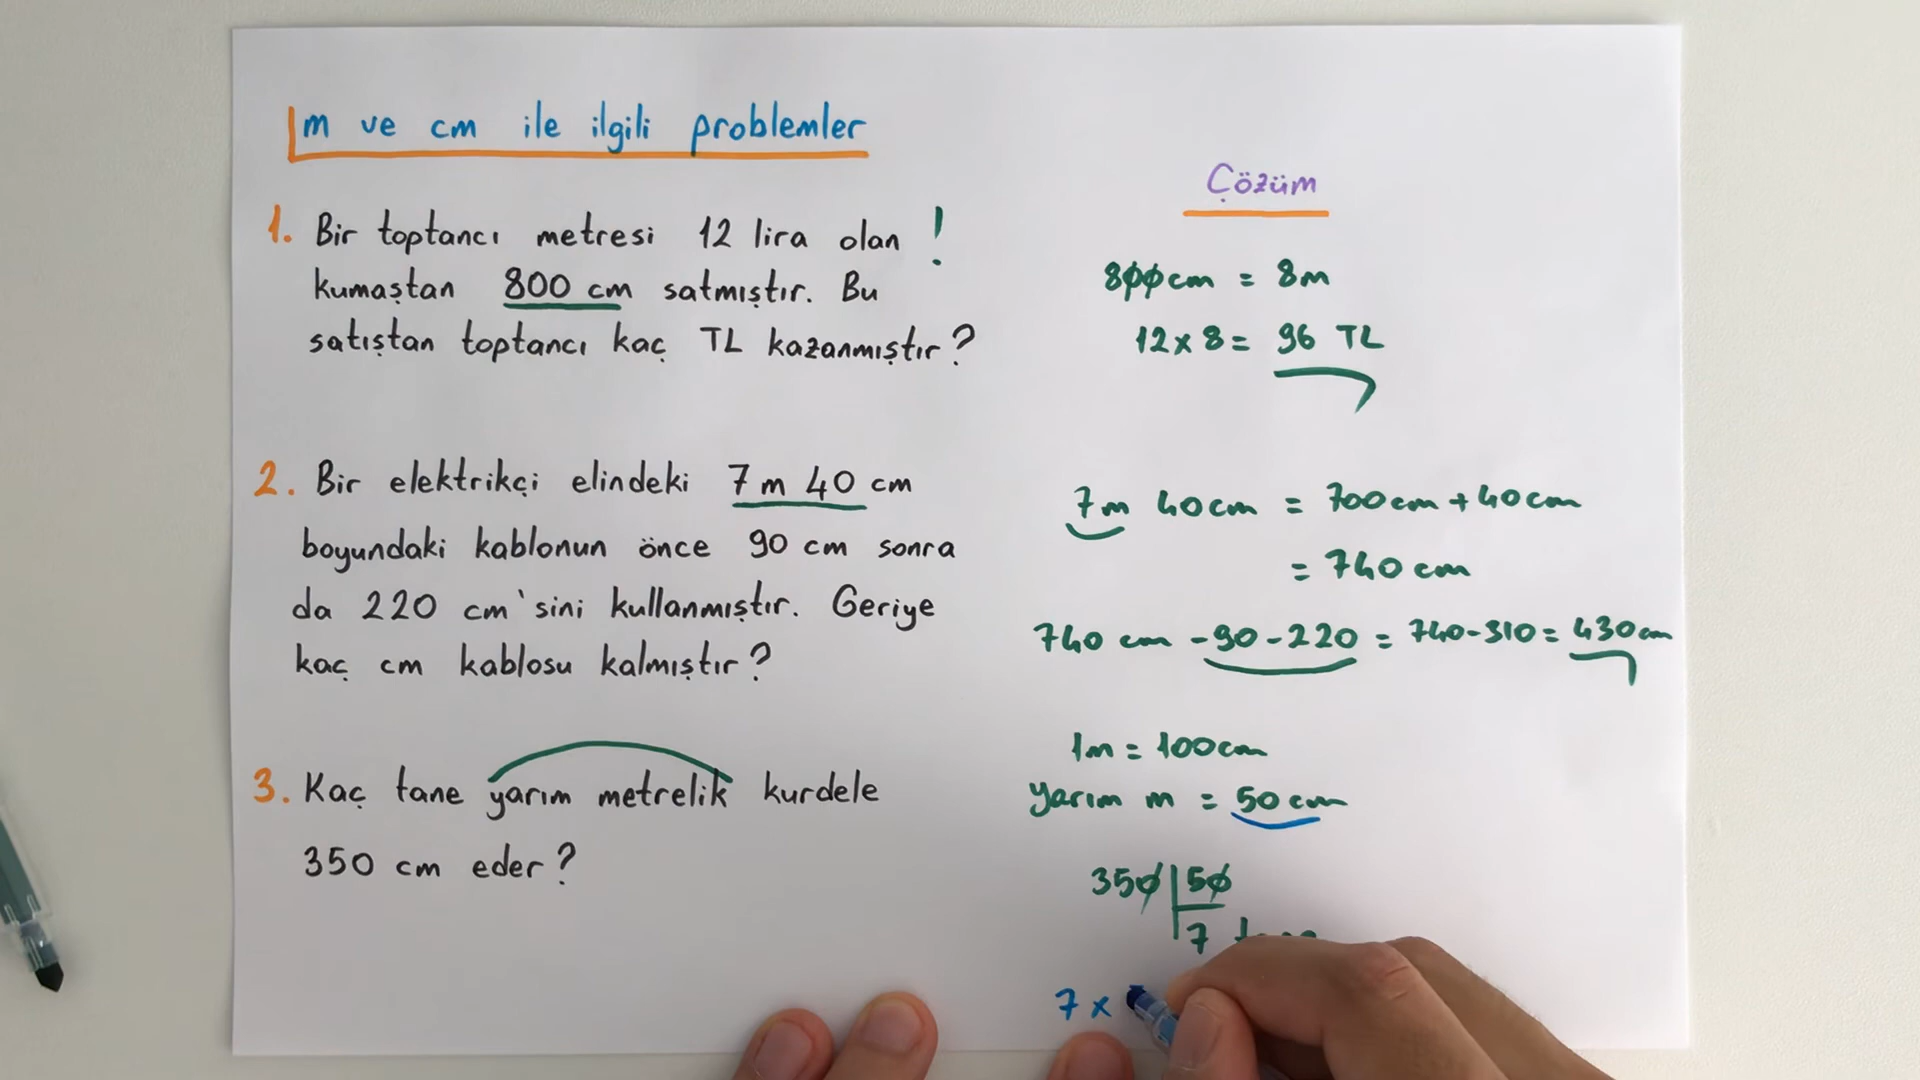 m ve cm ile ilgili problemler
1. Bir toptancı metresi 12 lira olan !
kumaştan 800 cm satmıştır. Bu
satıştan toptancı kaç TL kazanmıştır?
2. Bir elektrikçi elindeki 7 m 40 cm
boyundaki kablonun önce 90 cm sonra
da 220 cm'sini kullanmıştır. Geriye
kaç cm kablosu kalmıştır?
3. Kaç tane yarım metrelik kurdele
350 cm eder?
Çözüm
800cm = 8m
12 x 8 = 96 TL
7m 40cm = 700cm + 40cm
= 740 cm
740 cm - 90 - 220 = 740 - 310 = 430cm
1m = 100cm
yarım m = 50 cm
350 | 50
7
7 x